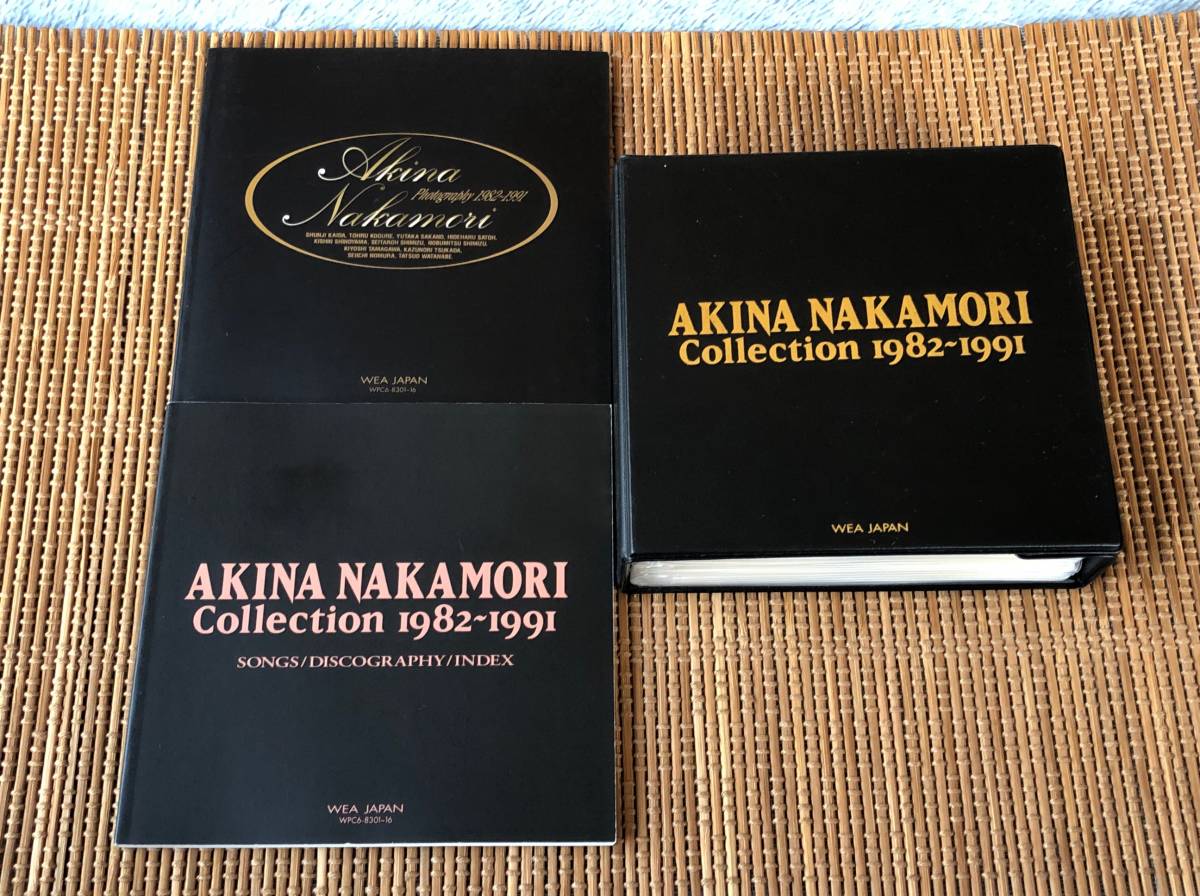 Akina
Photography 1982~1991
Nakamori
SHUNJI KAIDA, TOHRU KOGURE, YUTAKA SAKANO, HIDEHARU SATOH,
KISHIN SHINOYAMA, SEITAROH SHIMIZU, NOBUMITSU SHIMIZU,
KIYOSHI TAMAGAWA, KAZUNORI TSUKADA,
SEIICHI NOMURA, TATSUO WATANABE.
WEA JAPAN
WPC6-8301~16
AKINA NAKAMORI
Collection 1982~1991
SONGS/DISCOGRAPHY/INDEX
WEA JAPAN
WPC6-8301~16
AKINA NAKAMORI
Collection 1982~1991
WEA JAPAN